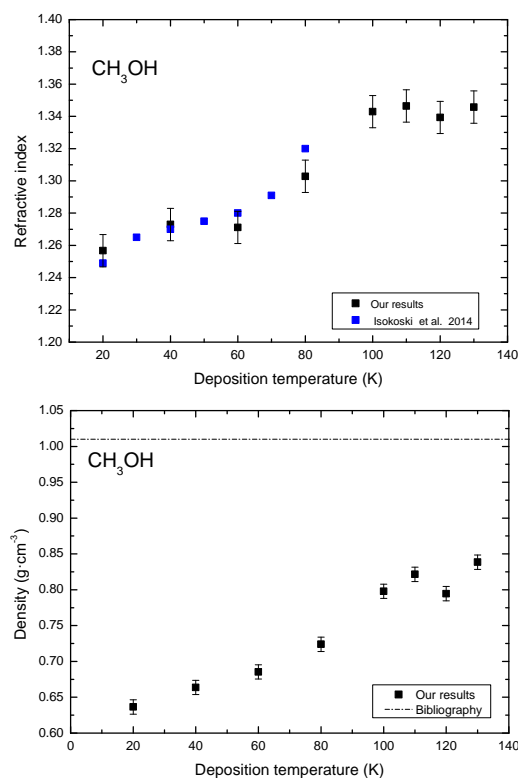 1.40
1.38
1.36
1.34
1.32
1.30
1.28
1.26
1.24
1.22
1.20
Refractive index
CH₃OH
Our results
Isokoski et al. 2014
20 40 60 80 100 120 140
Deposition temperature (K)
1.05
1.00
0.95
0.90
0.85
0.80
0.75
0.70
0.65
0.60
Density (g·cm⁻³)
CH₃OH
Our results
Bibliography
0 20 40 60 80 100 120 140
Deposition temperature (K)